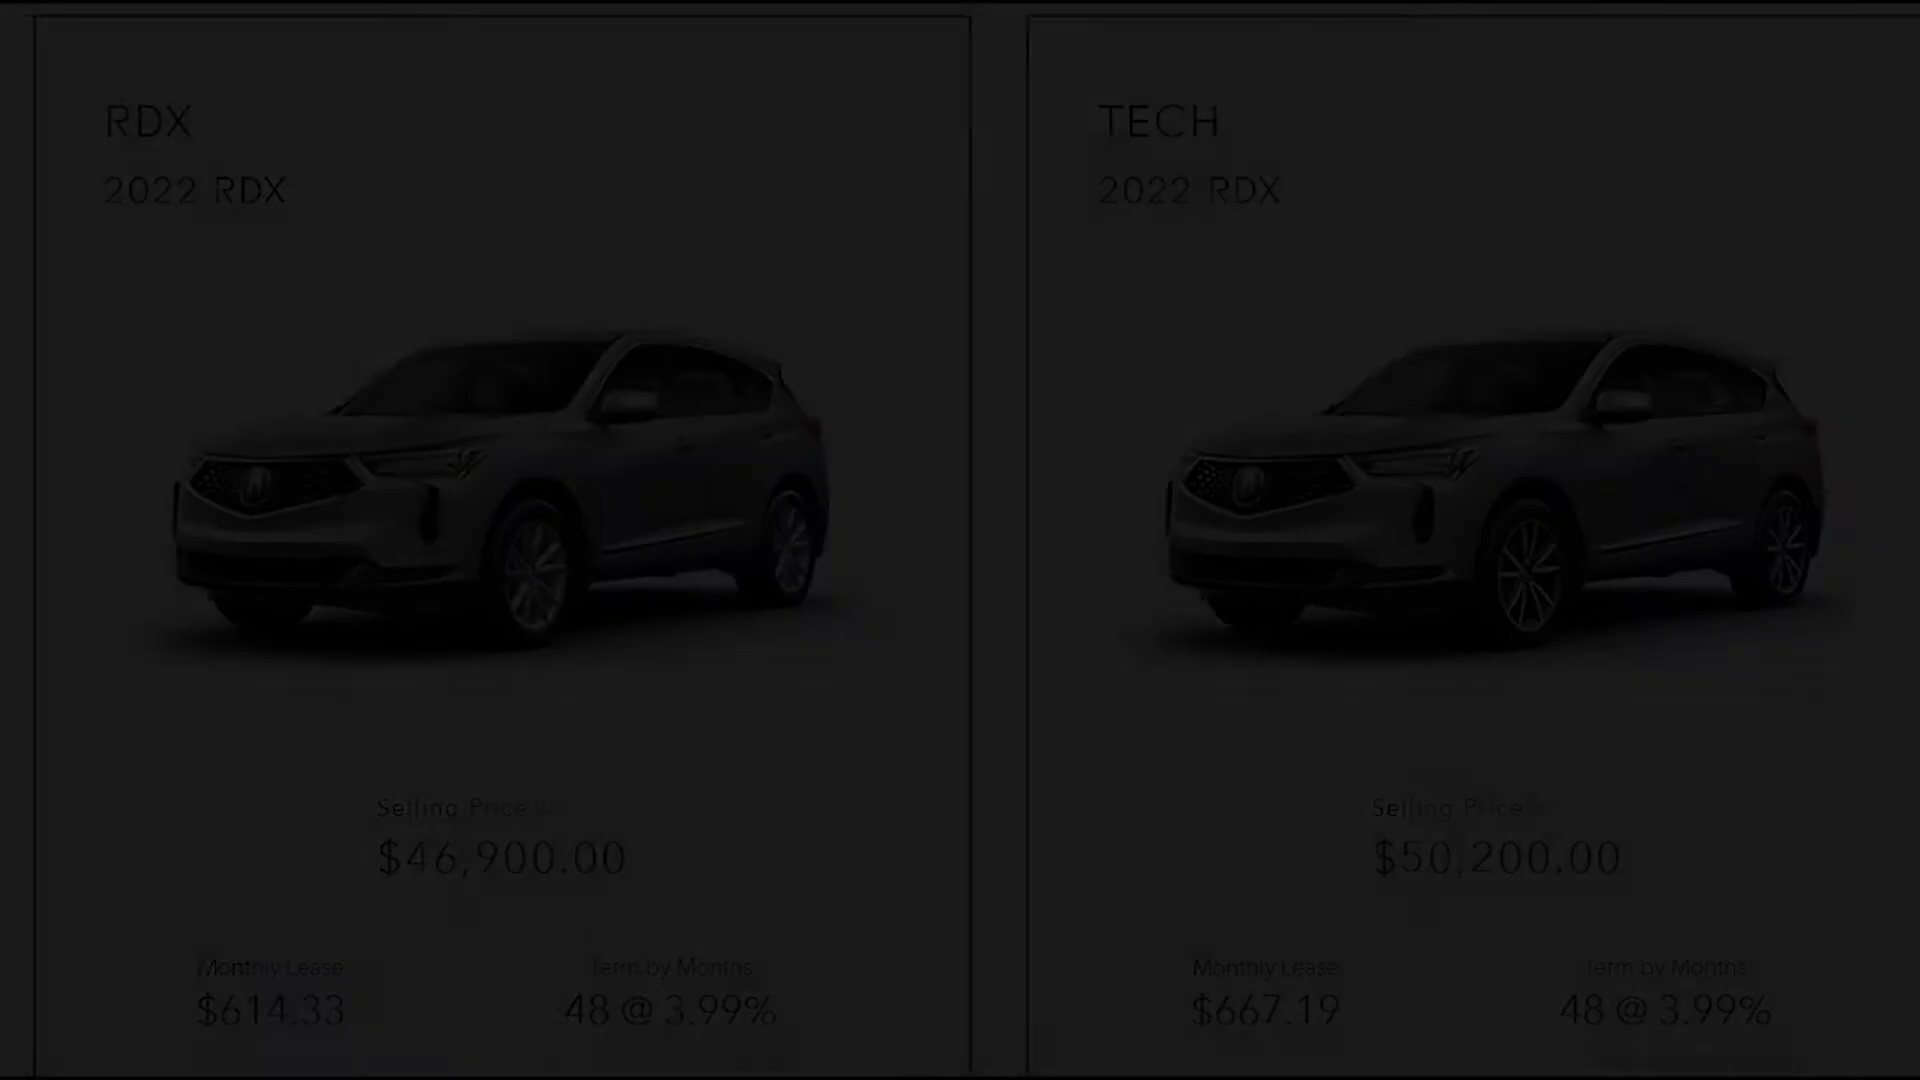 RDX
2022 RDX
Selling Price
$46,900.00
Monthly Lease
$614.33
Term by Months
48 @ 3.99%
TECH
2022 RDX
Selling Price
$50,200.00
Monthly Lease
$667.19
Term by Months
48 @ 3.99%